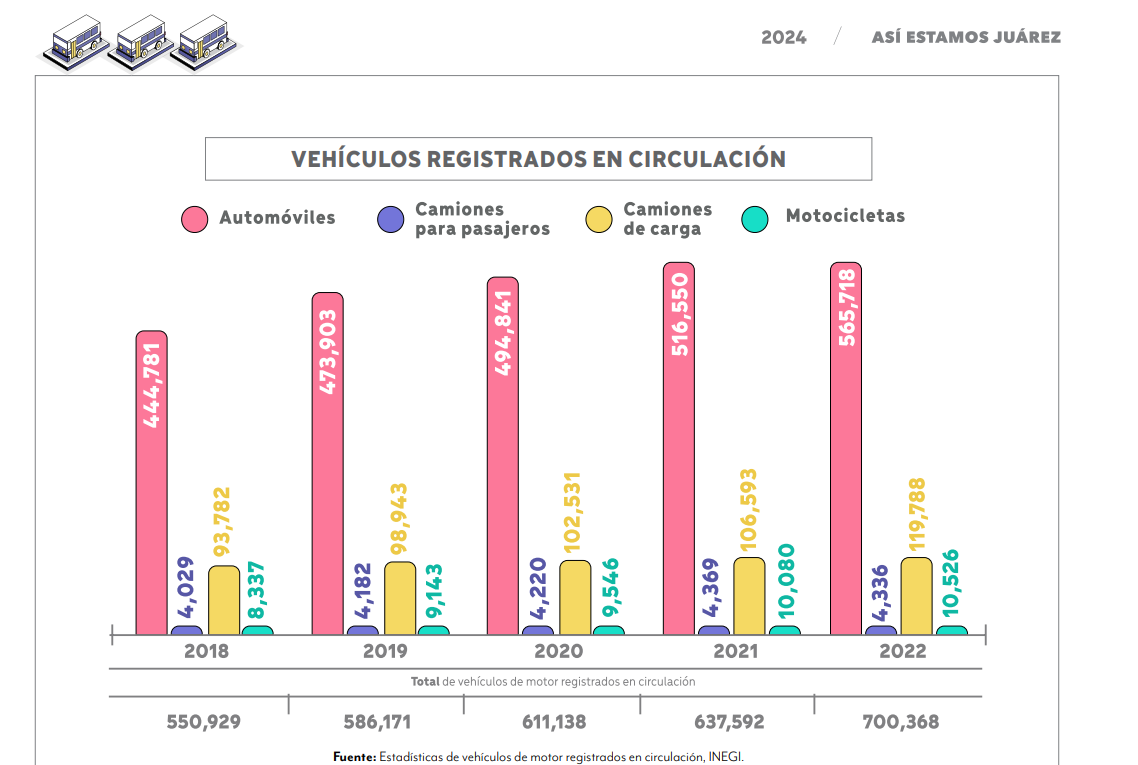 2024 / ASÍ ESTAMOS JUÁREZ
VEHÍCULOS REGISTRADOS EN CIRCULACIÓN
Automóviles
Camiones
para pasajeros
Camiones
de carga
Motocicletas
444,781
4,029
93,782
8,337
473,903
4,182
98,943
9,143
494,841
4,220
102,531
9,546
516,550
4,369
106,593
10,080
565,718
4,336
119,788
10,526
2018 2019 2020 2021 2022
Total de vehículos de motor registrados en circulación
550,929 586,171 611,138 637,592 700,368
Fuente: Estadísticas de vehículos de motor registrados en circulación, INEGI.